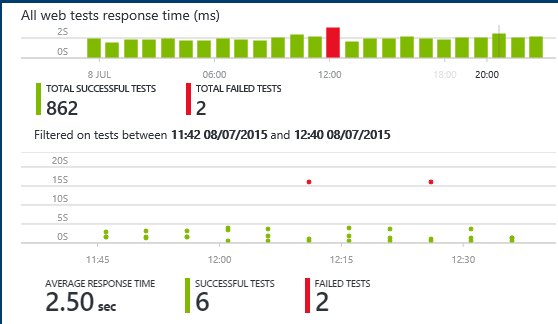 All web tests response time (ms)
2S
0S
8 JUL 06:00 12:00 18:00 20:00
TOTAL SUCCESSFUL TESTS TOTAL FAILED TESTS
862 2
Filtered on tests between 11:42 08/07/2015 and 12:40 08/07/2015
20S
15S
10S
5S
0S
11:45 12:00 12:15 12:30
AVERAGE RESPONSE TIME SUCCESSFUL TESTS FAILED TESTS
2.50 sec 6 2